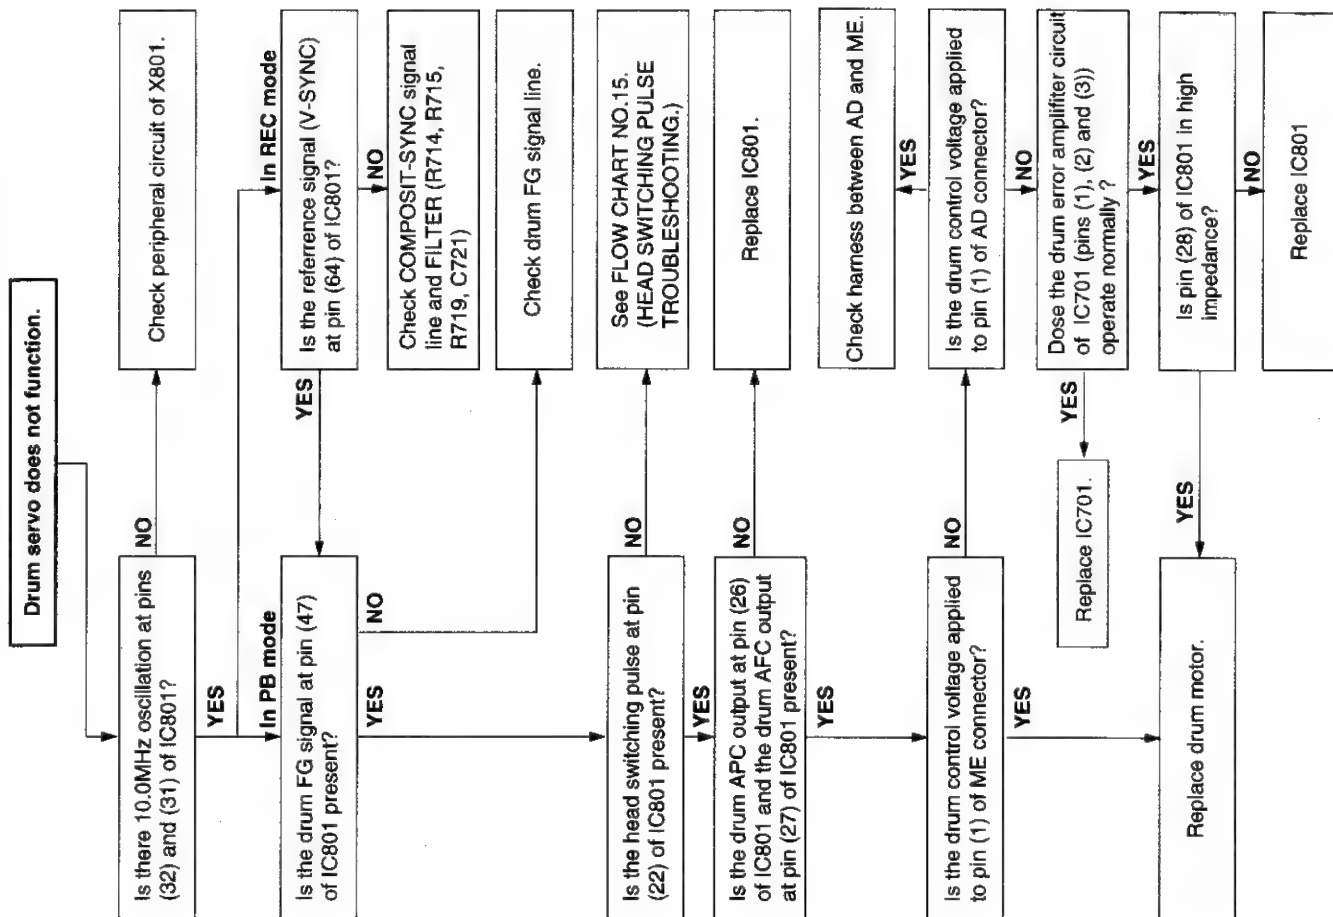 Drum servo does not function.
Is there 10.0MHz oscillation at pins
(32) and (31) of IC801?
NO
Check peripheral circuit of X801.
YES
In PB mode
In REC mode
Is the referrence signal (V-SYNC)
at pin (64) of IC801?
YES
NO
Check COMPOSIT-SYNC signal
line and FILTER (R714, R715,
R719, C721)
Is the drum FG signal at pin (47)
of IC801 present?
NO
YES
Check drum FG signal line.
Is the head switching pulse at pin
(22) of IC801 present?
NO
YES
See FLOW CHART NO.15.
(HEAD SWITCHING PULSE
TROUBLESHOOTING.)
Is the drum APC output at pin (26)
of IC801 and the drum AFC output
at pin (27) of IC801 present?
NO
YES
Replace IC801.
Is the drum control voltage applied
to pin (1) of ME connector?
NO
YES
Check harness between AD and ME.
YES
Is the drum control voltage applied
to pin (1) of AD connector?
NO
Dose the drum error amplifiter circuit
of IC701 (pins (1), (2) and (3))
operate normally ?
YES
Replace IC701.
YES
Is pin (28) of IC801 in high
impedance?
YES
NO
Replace drum motor.
Replace IC801